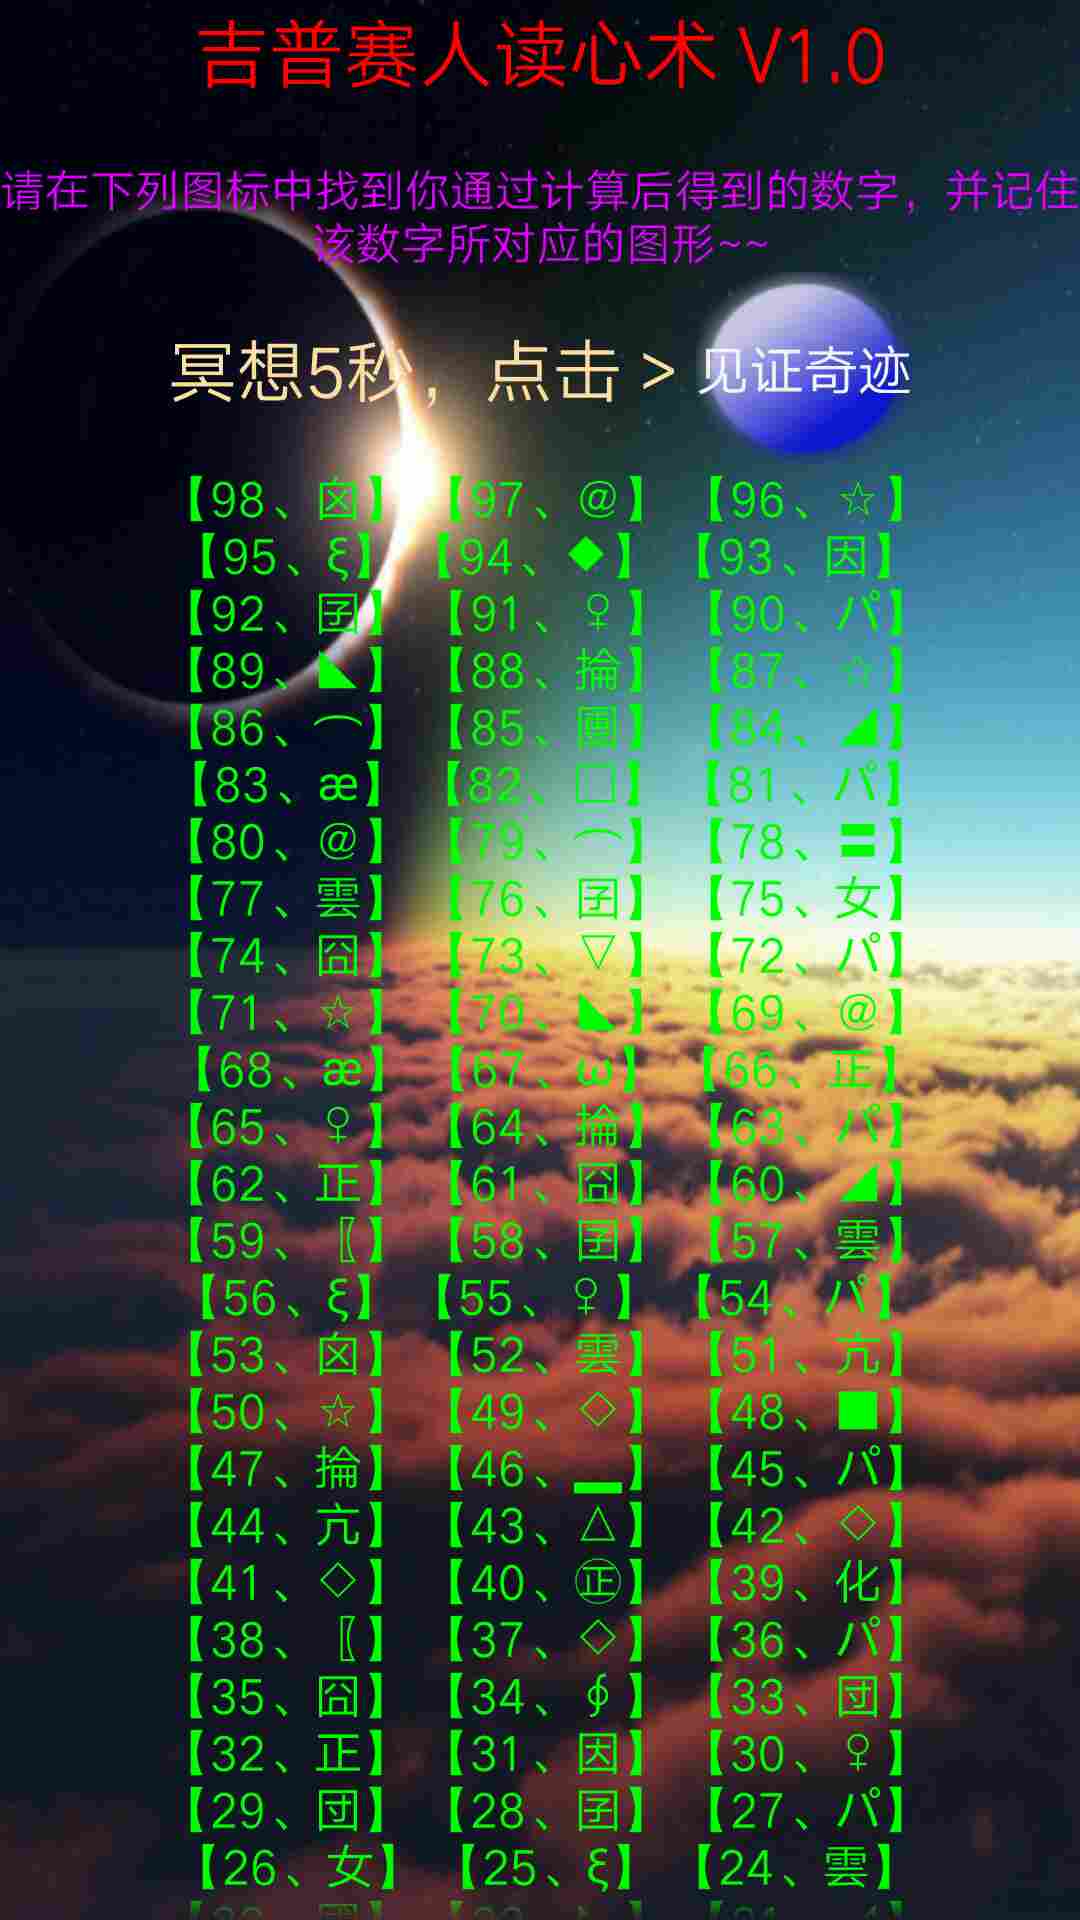 吉普赛人读心术 V1.0
请在下列图标中找到你通过计算后得到的数字，并记住
该数字所对应的图形~~
冥想5秒，点击 > 见证奇迹
【98、囟】 【97、@】 【96、☆】
【95、ξ】 【94、◆】 【93、因】
【92、囝】 【91、♀】 【90、パ】
【89、◣】 【88、掄】 【87、☆】
【86、⌒】 【85、圕】 【84、◢】
【83、æ】 【82、□】 【81、パ】
【80、@】 【79、⌒】 【78、〓】
【77、雲】 【76、囝】 【75、女】
【74、囧】 【73、▽】 【72、パ】
【71、☆】 【70、◣】 【69、@】
【68、æ】 【67、ω】 【66、正】
【65、♀】 【64、掄】 【63、パ】
【62、正】 【61、囧】 【60、◢】
【59、〖】 【58、囝】 【57、雲】
【56、ξ】 【55、♀】 【54、パ】
【53、囟】 【52、雲】 【51、亢】
【50、☆】 【49、◇】 【48、■】
【47、掄】 【46、▂】 【45、パ】
【44、亢】 【43、△】 【42、◇】
【41、◇】 【40、㊣】 【39、化】
【38、〖】 【37、◇】 【36、パ】
【35、囧】 【34、∮】 【33、団】
【32、正】 【31、因】 【30、♀】
【29、団】 【28、囝】 【27、パ】
【26、女】 【25、ξ】 【24、雲】